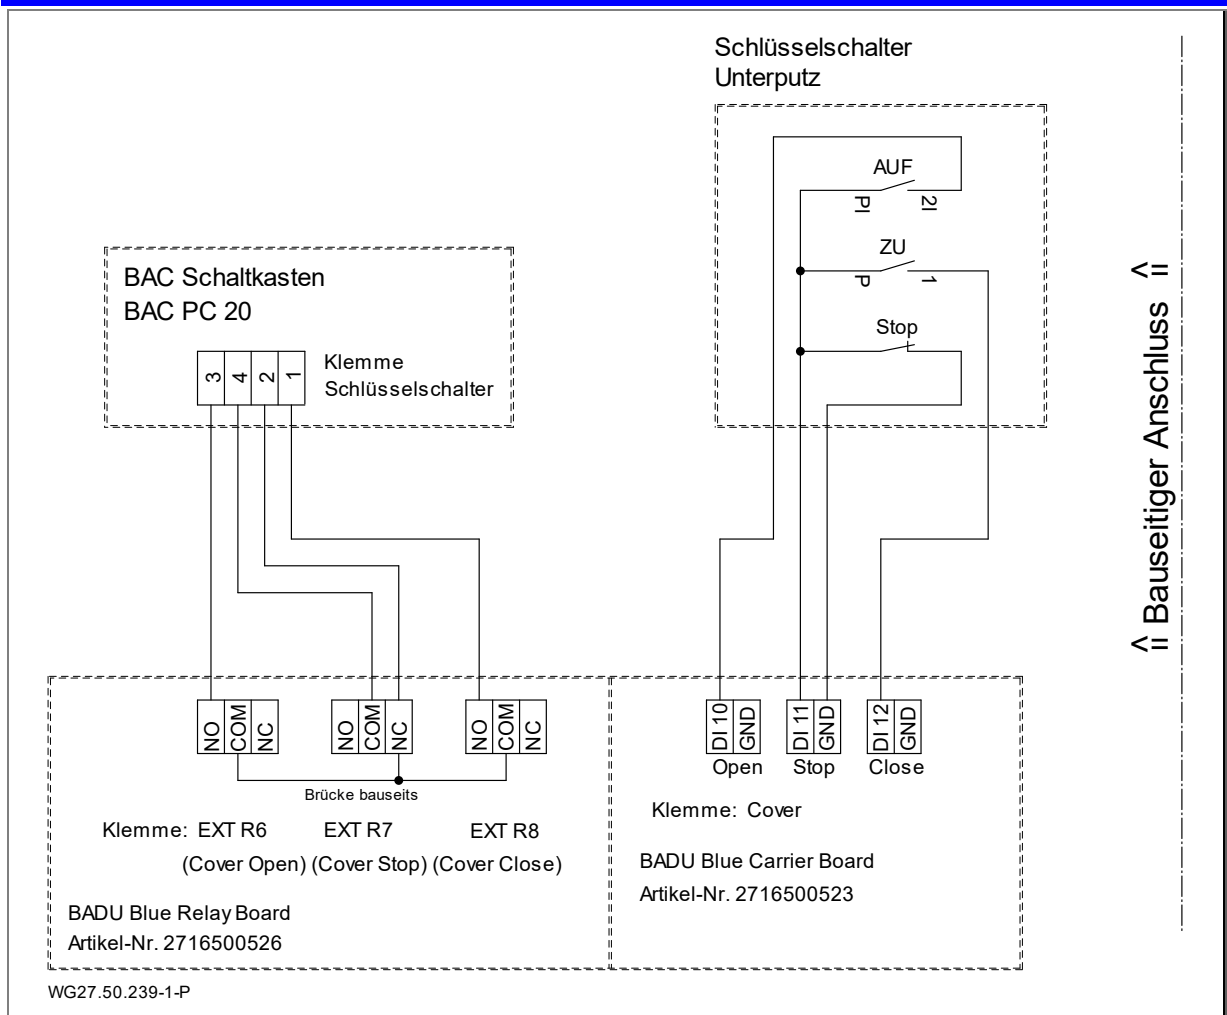 Schlüsselschalter
Unterputz
AUF
PI
2I
ZU
P
1
Stop
BAC Schaltkasten
BAC PC 20
3
4
2
1
Klemme
Schlüsselschalter
<= Bauseitiger Anschluss <=
NO
COM
NC
NO
COM
NC
NO
COM
NC
Brücke bauseits
Klemme: EXT R6 EXT R7 EXT R8
(Cover Open) (Cover Stop) (Cover Close)
BADU Blue Relay Board
Artikel-Nr. 2716500526
DI 10
GND
DI 11
GND
DI 12
GND
Open Stop Close
Klemme: Cover
BADU Blue Carrier Board
Artikel-Nr. 2716500523
WG27.50.239-1-P